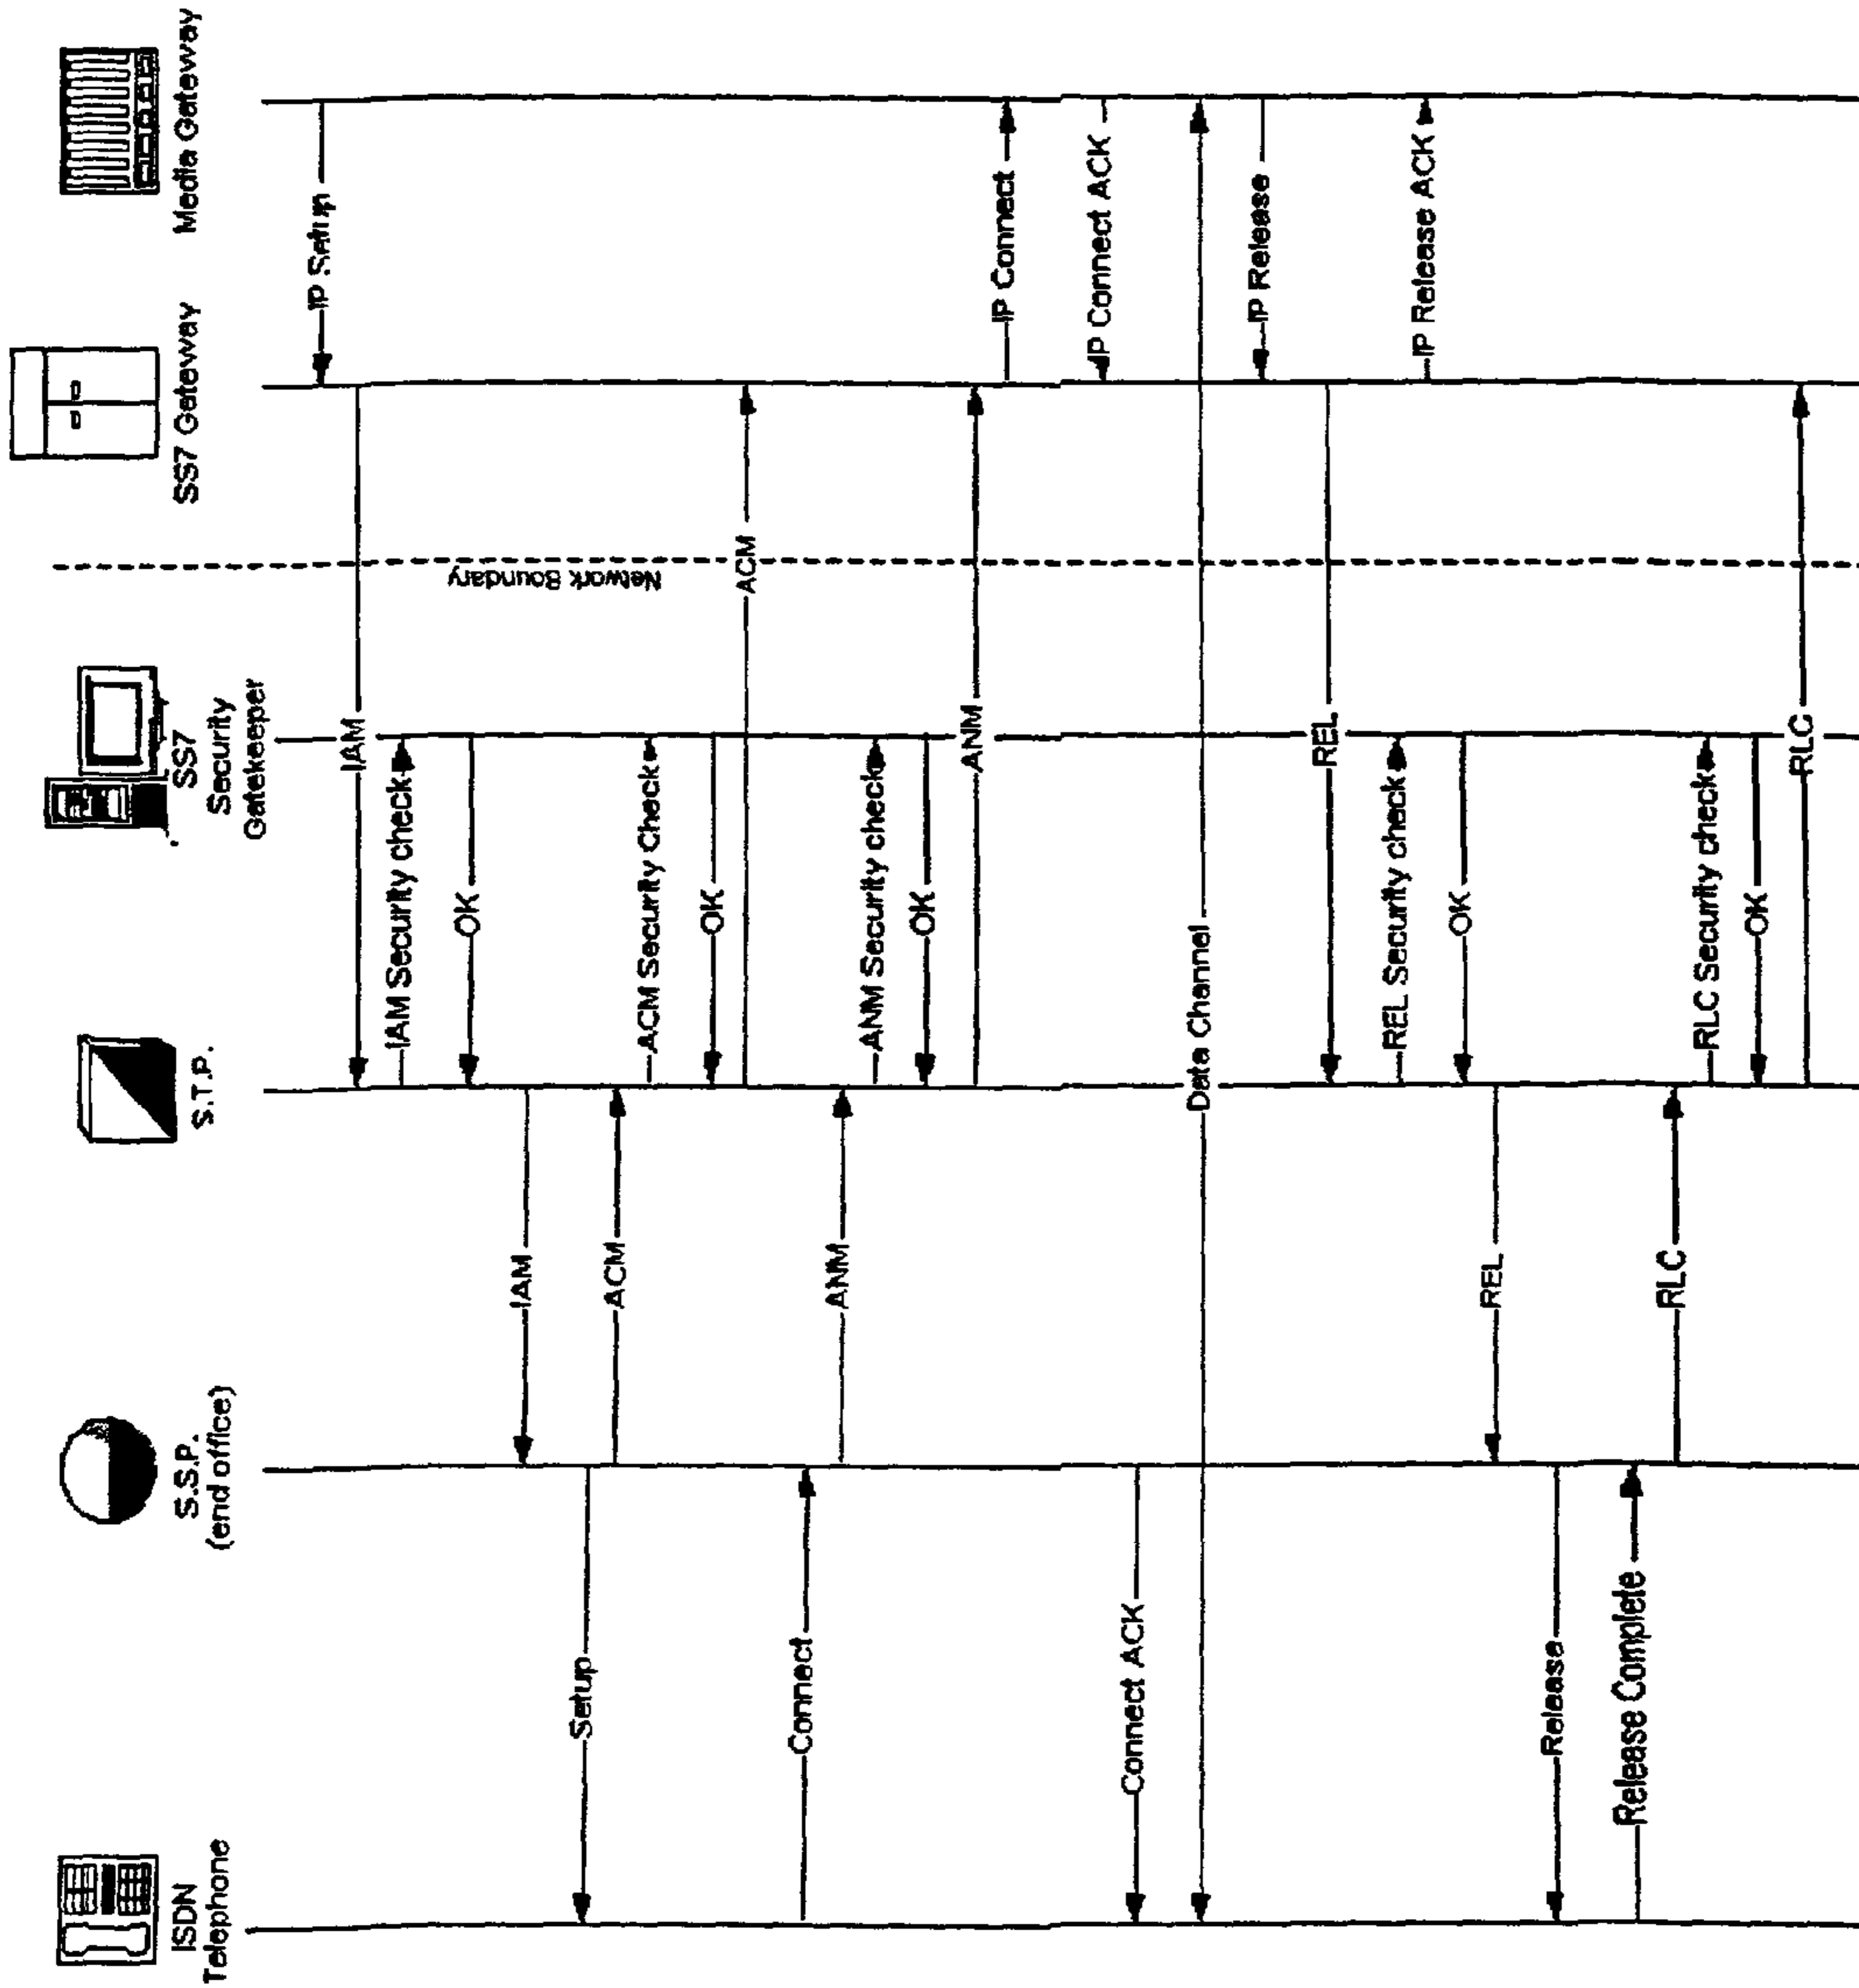 ISDN
Telephone
S.S.P.
(end office)
S.T.P.
SS7
Security
Gatekeeper
SS7 Gateway
Media Gateway
Network Boundary
IP Setup
IAM
IAM Security check
OK
IAM
Setup
ACM
ACM Security Check
OK
ACM
Connect
ANM
ANM Security check
OK
ANM
IP Connect
IP Connect ACK
Connect ACK
Data Channel
IP Release
REL
REL Security check
IP Release ACK
OK
REL
Release
Release Complete
RLC
RLC Security check
OK
RLC